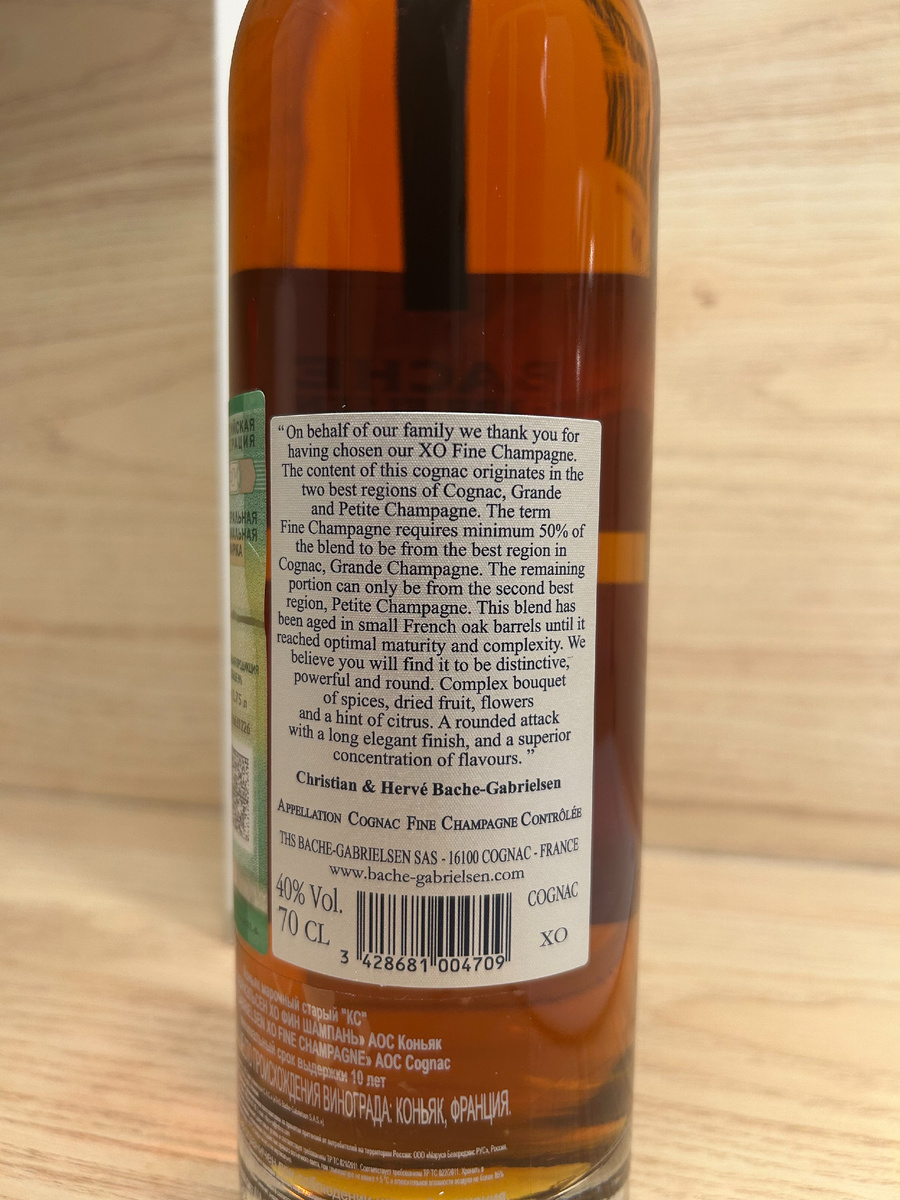 “On behalf of our family we thank you for
having chosen our XO Fine Champagne.
The content of this cognac originates in the
two best regions of Cognac, Grande
and Petite Champagne. The term
Fine Champagne requires minimum 50% of
the blend to be from the best region in
Cognac, Grande Champagne. The remaining
portion can only be from the second best
region, Petite Champagne. This blend has
been aged in small French oak barrels until it
reached optimal maturity and complexity. We
believe you will find it to be distinctive,
powerful and round. Complex bouquet
of spices, dried fruit, flowers
and a hint of citrus. A rounded attack
with a long elegant finish, and a superior
concentration of flavours.”
Christian & Hervé Bache-Gabrielsen
APPELLATION COGNAC FINE CHAMPAGNE CONTRÔLÉE
THS BACHE-GABRIELSEN SAS - 16100 COGNAC - FRANCE
www.bache-gabrielsen.com
40% Vol.
70 CL
COGNAC
XO
3 428681 004709
марочный старый "КС"
ХО ФИН ШАМПАНЬ» АОС Коньяк
XO FINE CHAMPAGNE» AOC Cognac
срок выдержки 10 лет
ПРОИСХОЖДЕНИЯ ВИНОГРАДА: КОНЬЯК, ФРАНЦИЯ.